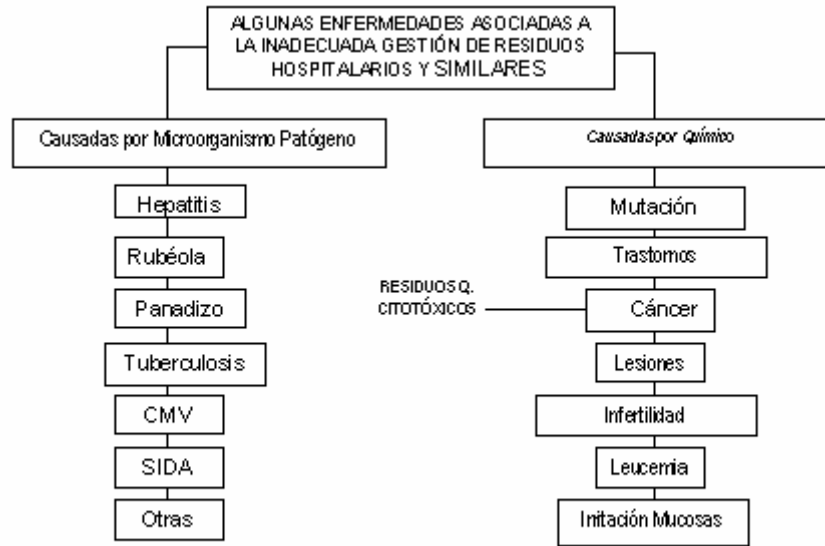 ALGUNAS ENFERMEDADES ASOCIADAS A
LA INADECUADA GESTIÓN DE RESIDUOS
HOSPITALARIOS Y SIMILARES
Causadas por Microorganismo Patógeno
Hepatitis
Rubéola
Panadizo
Tuberculosis
CMV
SIDA
Otras
Causadas por Químico
Mutación
Trastornos
RESIDUOS Q.
CITOTÓXICOS
Cáncer
Lesiones
Infertilidad
Leucemia
Irritación Mucosas